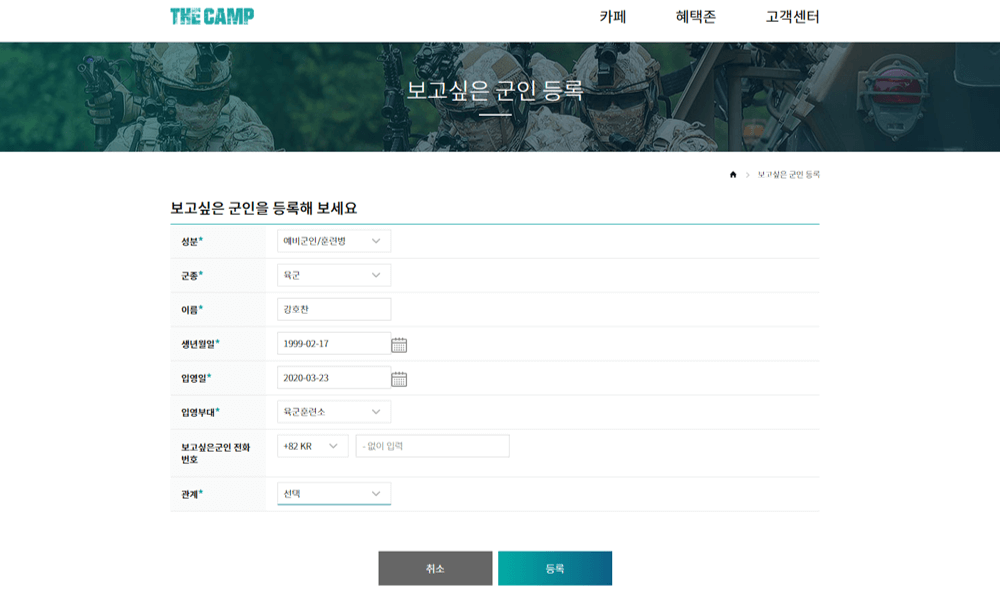 THE CAMP
카페 혜택존 고객센터
보고싶은 군인 등록
보고싶은 군인 등록
보고싶은 군인을 등록해 보세요
성분* 예비군인/훈련병
군종* 육군
이름* 강호찬
생년월일* 1999-02-17
입영일* 2020-03-23
입영부대* 육군훈련소
보고싶은군인 전화
번호 +82 KR - 없이 입력
관계* 선택
취소 등록